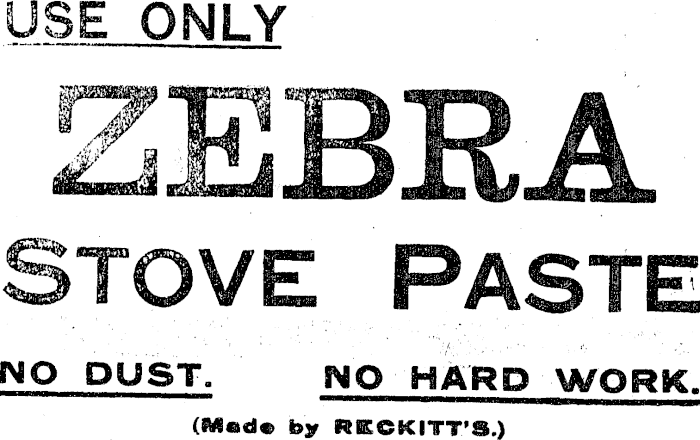 USE ONLY
ZEBRA
STOVE PASTE
NO DUST. NO HARD WORK.
(Made by RECKITT'S.)